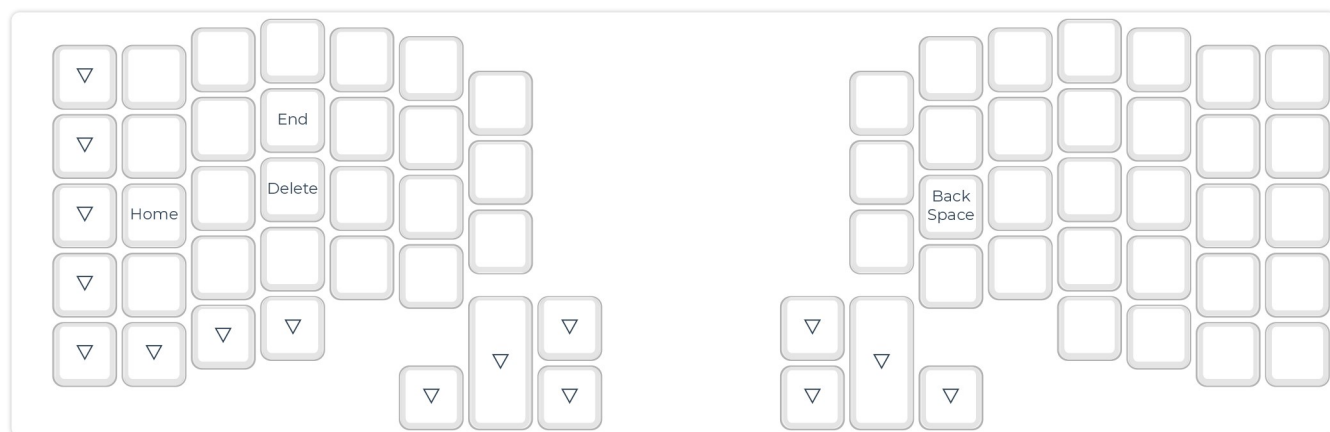 ▽
End
▽
Delete
▽
Home
Back
Space
▽
▽ ▽ ▽ ▽
▽ ▽ ▽ ▽
▽ ▽ ▽ ▽